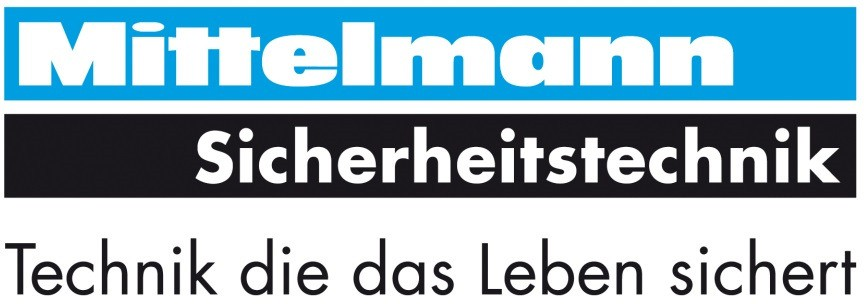 Mittelmann
Sicherheitstechnik
Technik die das Leben sichert